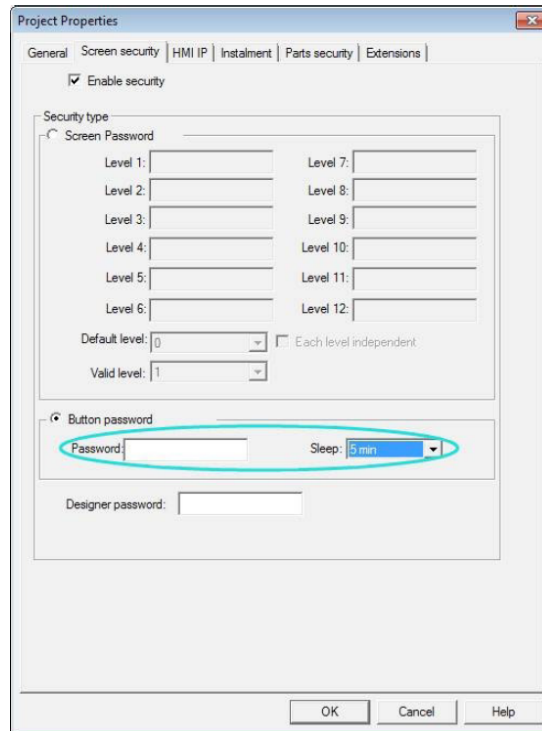 Project Properties
General Screen security HMI IP Instalment Parts security Extensions
Enable security
Security type
Screen Password
Level 1: Level 7:
Level 2: Level 8:
Level 3: Level 9:
Level 4: Level 10:
Level 5: Level 11:
Level 6: Level 12:
Default level: 0 Each level independent
Valid level: 1
Button password
Password: Sleep: 5 min
Designer password:
OK Cancel Help